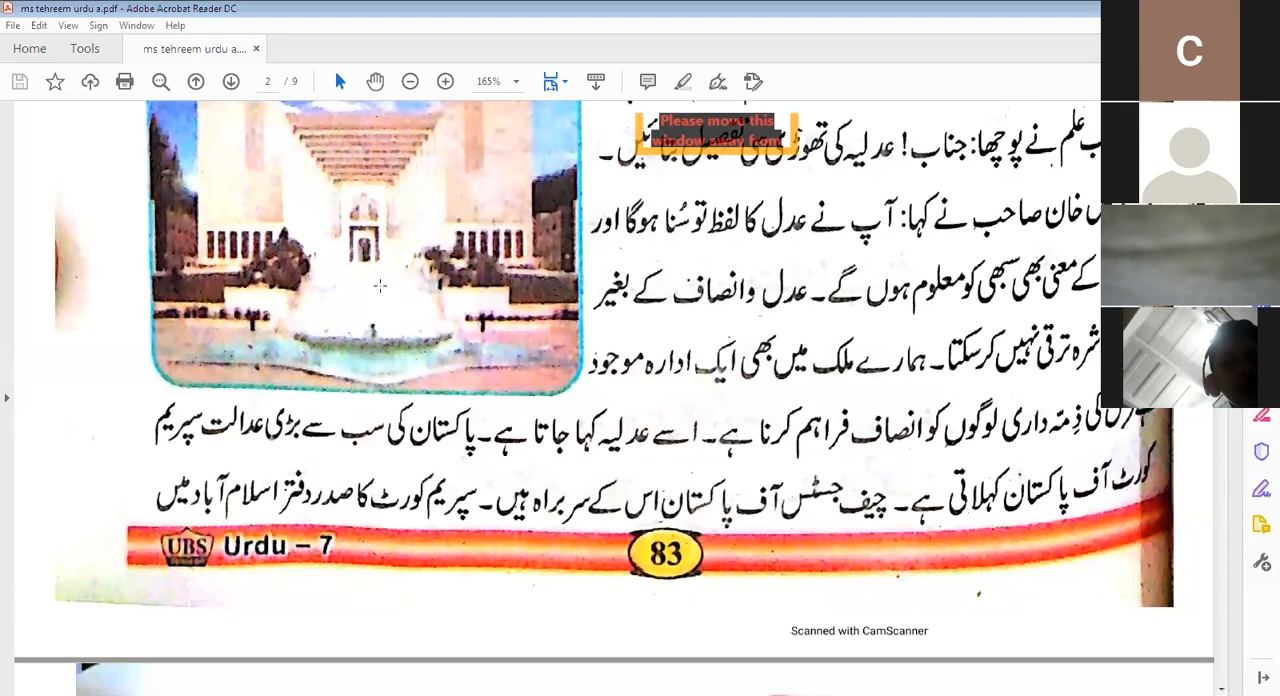 ms tehreem urdu a.pdf - Adobe Acrobat Reader DC
File Edit View Sign Window Help
Home Tools ms tehreem urdu a.... ×
2 / 9 165%
C
Please move this
window away from
علم نے پوچھا: جناب! عدلیہ کی تھوڑی سی تفصیل بتائیں۔
خان صاحب نے کہا: آپ نے عدل کا لفظ تو سُنا ہوگا اور
کے معنی بھی سبھی کو معلوم ہوں گے۔ عدل و انصاف کے بغیر
شرہ ترقی نہیں کرسکتا۔ ہمارے ملک میں بھی ایک ادارہ موجود
کی ذِمّہ داری لوگوں کو انصاف فراہم کرنا ہے۔ اسے عدلیہ کہا جاتا ہے۔ پاکستان کی سب سے بڑی عدالت سپریم
کورٹ آف پاکستان کہلاتی ہے۔ چیف جسٹس آف پاکستان اس کے سربراہ ہیں۔ سپریم کورٹ کا صدر دفتر اسلام آباد میں
UBS Urdu – 7 83
Scanned with CamScanner